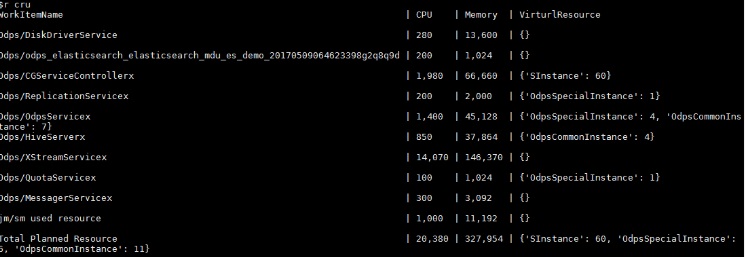 $r cru
WorkItemName | CPU | Memory | VirturlResource
Odps/DiskDriverService | 280 | 13,600 | {}
Odps/odps_elasticsearch_elasticsearch_mdu_es_demo_20170509064623398g2q8q9d | 200 | 1,024 | {}
Odps/CGServiceControllerx | 1,980 | 66,660 | {'SInstance': 60}
Odps/ReplicationServicex | 200 | 2,000 | {'OdpsSpecialInstance': 1}
Odps/OdpsServicex | 1,400 | 45,128 | {'OdpsSpecialInstance': 4, 'OdpsCommonIns
tance': 7}
Odps/HiveServerx | 850 | 37,864 | {'OdpsCommonInstance': 4}
Odps/XStreamServicex | 14,070 | 146,370 | {}
Odps/QuotaServicex | 100 | 1,024 | {'OdpsSpecialInstance': 1}
Odps/MessagerServicex | 300 | 3,092 | {}
jm/sm used resource | 1,000 | 11,192 | {}
Total Planned Resource | 20,380 | 327,954 | {'SInstance': 60, 'OdpsSpecialInstance':
6, 'OdpsCommonInstance': 11}